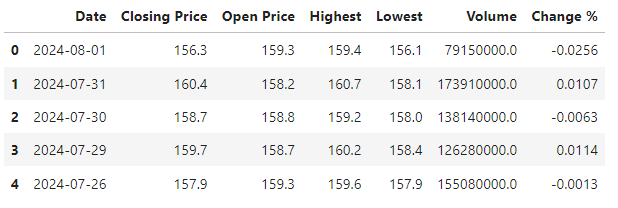 Date Closing Price Open Price Highest Lowest Volume Change %
0 2024-08-01 156.3 159.3 159.4 156.1 79150000.0 -0.0256
1 2024-07-31 160.4 158.2 160.7 158.1 173910000.0 0.0107
2 2024-07-30 158.7 158.8 159.2 158.0 138140000.0 -0.0063
3 2024-07-29 159.7 158.7 160.2 158.4 126280000.0 0.0114
4 2024-07-26 157.9 159.3 159.6 157.9 155080000.0 -0.0013